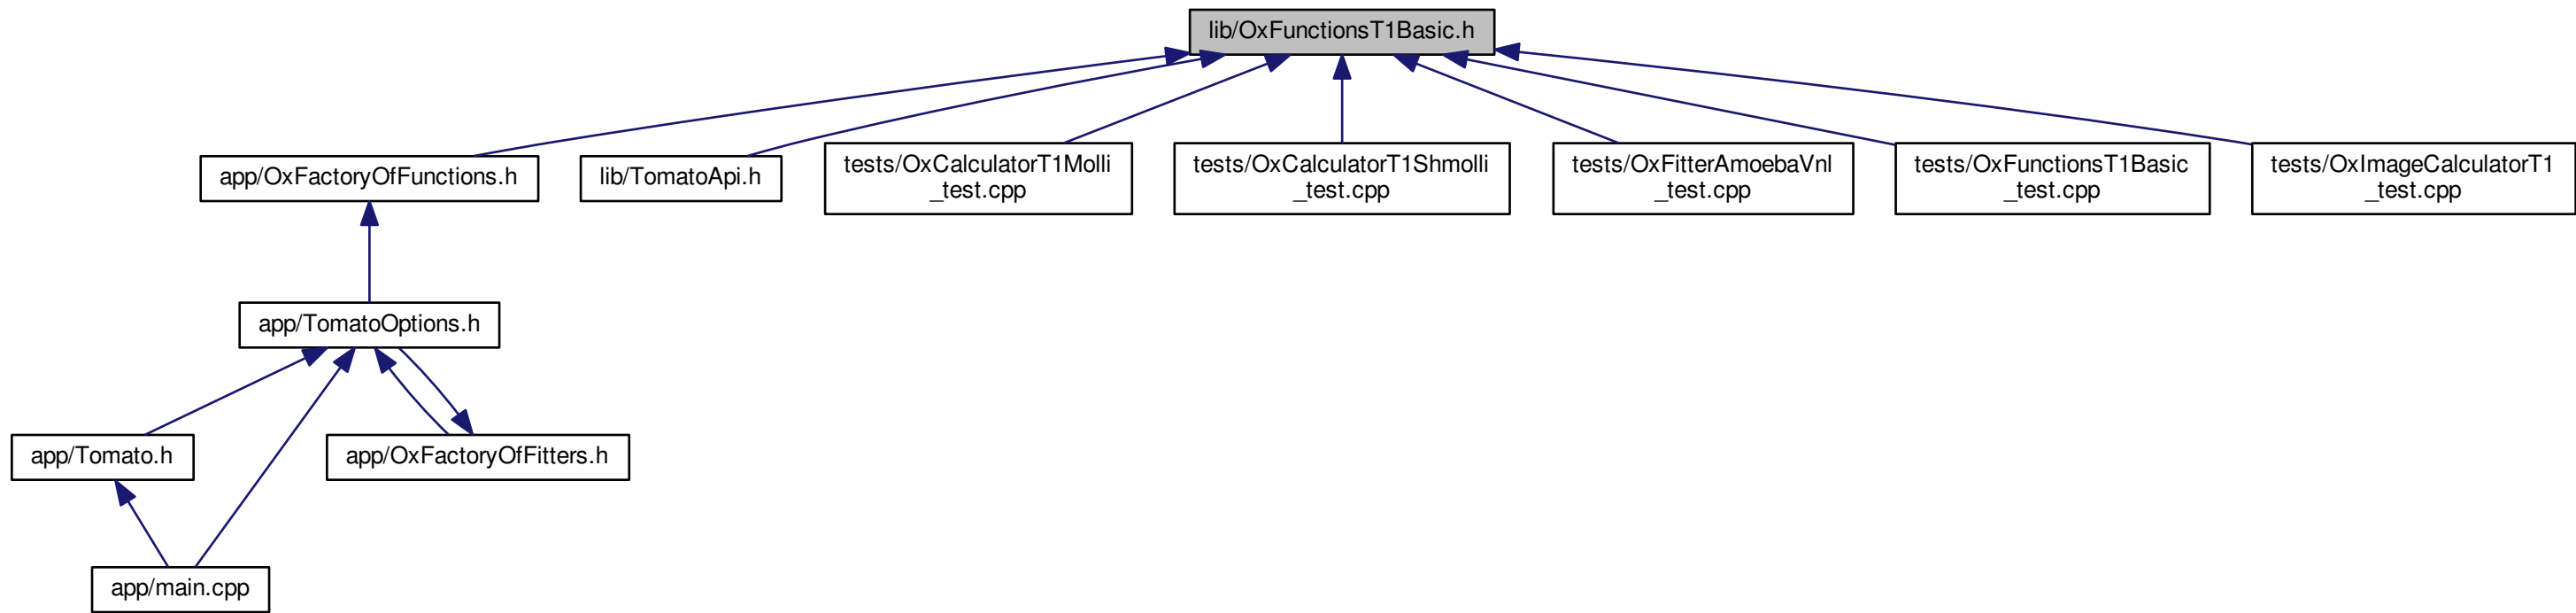 lib/OxFunctionsT1Basic.h
app/OxFactoryOfFunctions.h
lib/TomatoApi.h
tests/OxCalculatorT1Molli
_test.cpp
tests/OxCalculatorT1Shmolli
_test.cpp
tests/OxFitterAmoebaVnl
_test.cpp
tests/OxFunctionsT1Basic
_test.cpp
tests/OxImageCalculatorT1
_test.cpp
app/TomatoOptions.h
app/Tomato.h
app/OxFactoryOfFitters.h
app/main.cpp